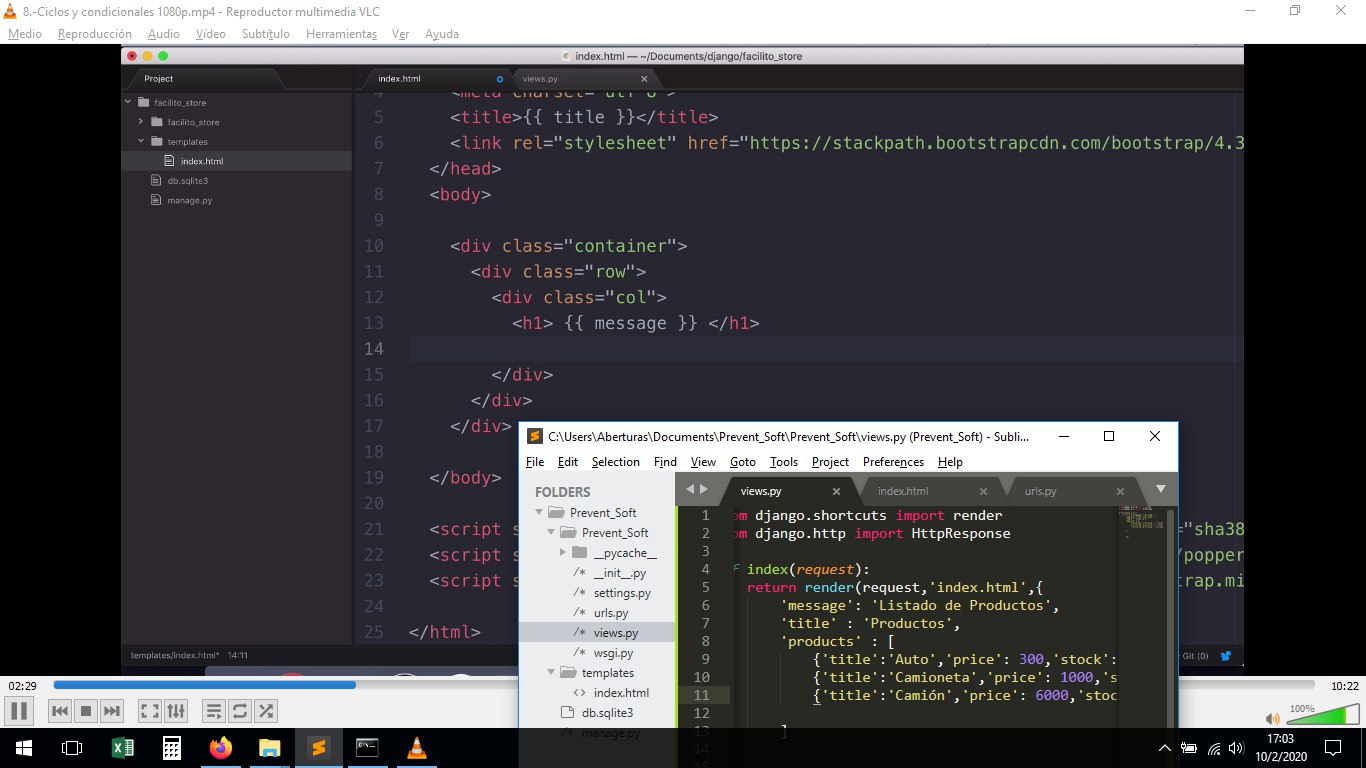 8.-Ciclos y condicionales 1080p.mp4 - Reproductor multimedia VLC
Medio Reproducción Audio Vídeo Subtítulo Herramientas Ver Ayuda
index.html — ~/Documents/django/facilito_store
Project
index.html
views.py
facilito_store
facilito_store
templates
index.html
db.sqlite3
manage.py
4 <meta charset="utf-8">
5 <title>{{ title }}</title>
6 <link rel="stylesheet" href="https://stackpath.bootstrapcdn.com/bootstrap/4.3
7 </head>
8 <body>
9
10 <div class="container">
11 <div class="row">
12 <div class="col">
13 <h1> {{ message }} </h1>
14
15 </div>
16 </div>
17 </div>
18
19 </body>
20
21 <script s ="sha38
22 <script s /popper
23 <script s trap.mi
24
25 </html>
templates/index.html* 14:11
Git (0)
C:\Users\Aberturas\Documents\Prevent_Soft\Prevent_Soft\views.py (Prevent_Soft) - Subli...
File Edit Selection Find View Goto Tools Project Preferences Help
FOLDERS
Prevent_Soft
Prevent_Soft
__pycache__
/* __init__.py
/* settings.py
/* urls.py
/* views.py
/* wsgi.py
templates
<> index.html
db.sqlite3
/* manage.py
views.py
index.html
urls.py
1 om django.shortcuts import render
2 om django.http import HttpResponse
3
4 f index(request):
5 return render(request,'index.html',{
6 'message': 'Listado de Productos',
7 'title' : 'Productos',
8 'products' : [
9 {'title':'Auto','price': 300,'stock':
10 {'title':'Camioneta','price': 1000,'s
11 {'title':'Camión','price': 6000,'stoc
12
13 ]
14
02:29
10:22
100%
17:03
10/2/2020